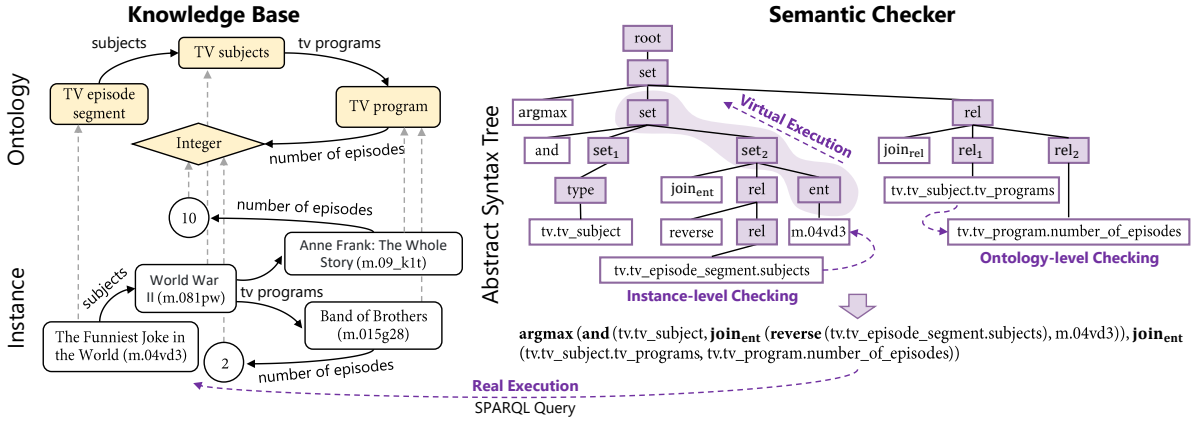 Knowledge Base
Ontology
subjects
TV subjects
tv programs
TV episode
segment
TV program
Integer
number of episodes
Instance
10
number of episodes
Anne Frank: The Whole
Story (m.09_k1t)
subjects
World War
II (m.081pw)
tv programs
Band of Brothers
(m.015g28)
The Funniest Joke in
the World (m.04vd3)
2
number of episodes
Semantic Checker
Abstract Syntax Tree
root
set
argmax
set
Virtual Execution
rel
and
set1
set2
joinrel
rel1
rel2
type
joinent
rel
ent
tv.tv_subject.tv_programs
tv.tv_subject
reverse
rel
m.04vd3
tv.tv_program.number_of_episodes
tv.tv_episode_segment.subjects
Ontology-level Checking
Instance-level Checking
argmax (and (tv.tv_subject, joinent (reverse (tv.tv_episode_segment.subjects), m.04vd3)), joinent
(tv.tv_subject.tv_programs, tv.tv_program.number_of_episodes))
Real Execution
SPARQL Query